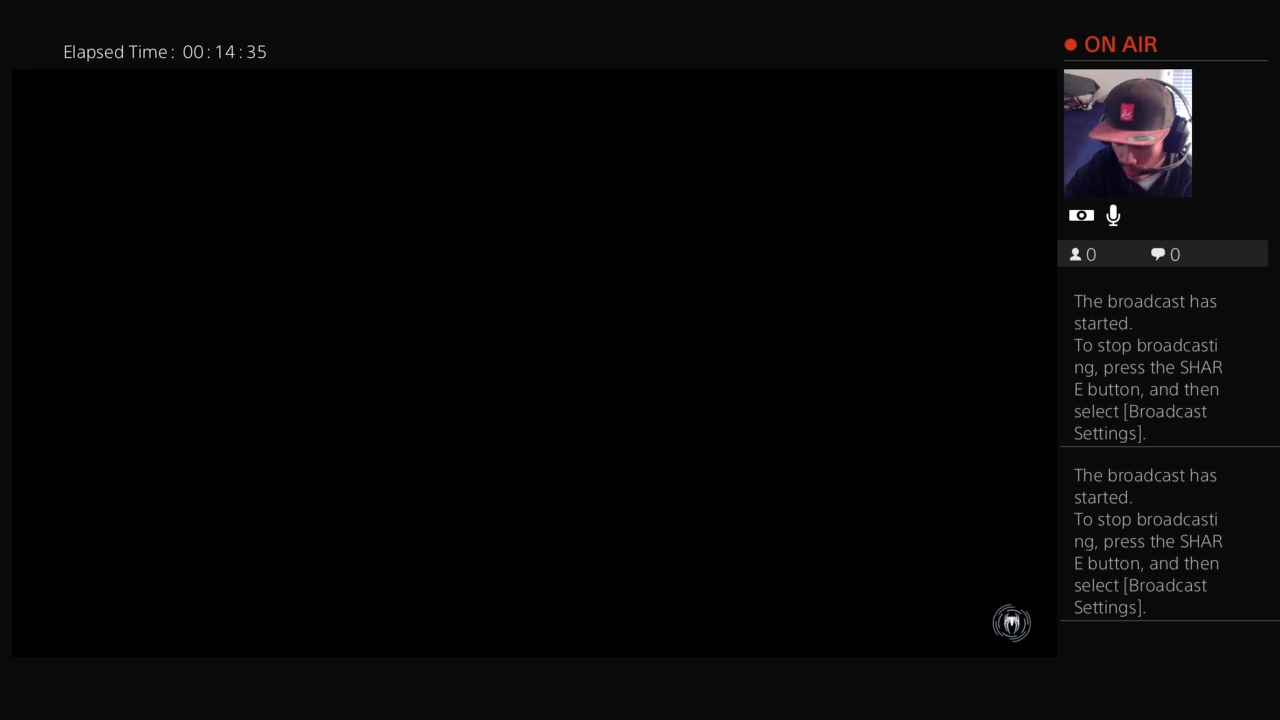 Elapsed Time: 00:14:35
ON AIR
0 0
The broadcast has
started.
To stop broadcasti
ng, press the SHAR
E button, and then
select [Broadcast
Settings].
The broadcast has
started.
To stop broadcasti
ng, press the SHAR
E button, and then
select [Broadcast
Settings].